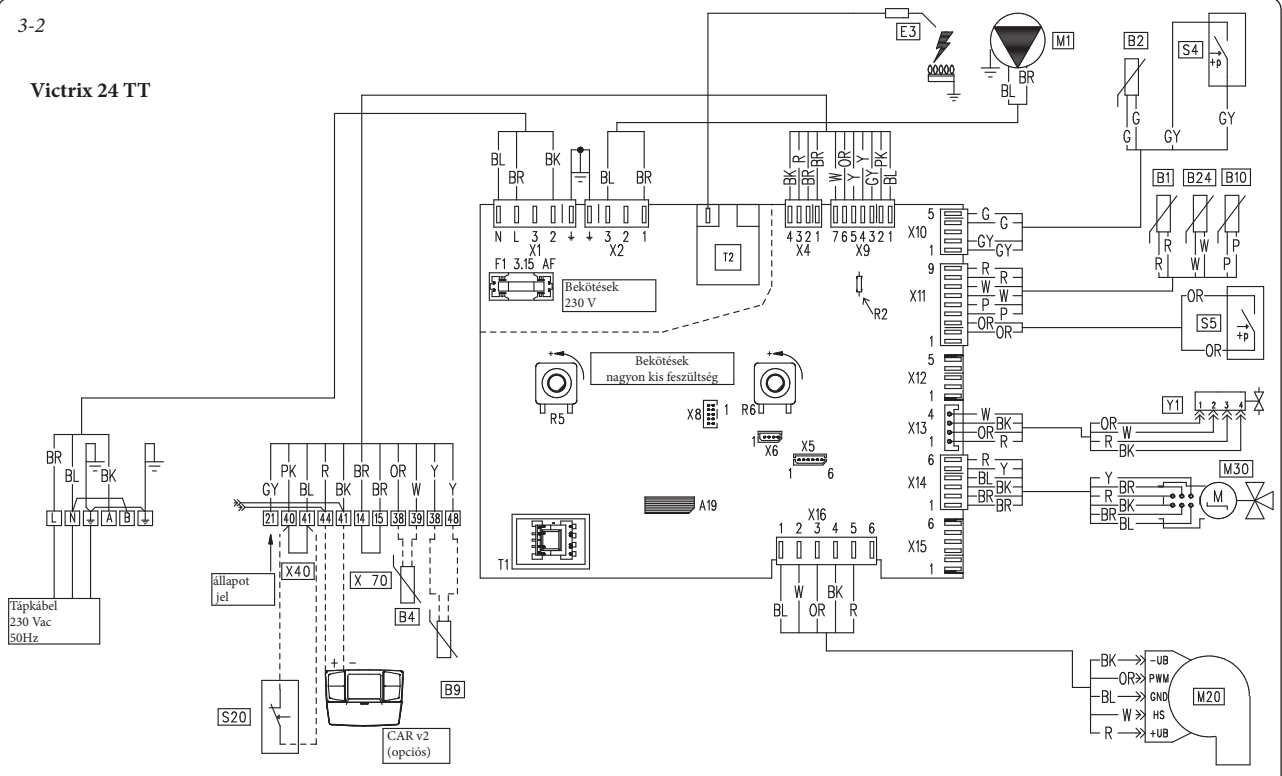 3-2
Victrix 24 TT
E3
M1
BL
BR
B2
G
G
S4
+p
GY
GY
BL
BR
BK
BL
BR
BK
R
BR
BR
W
OR
Y
Y
GY
PK
BL
N L 3 2
X1
3 2 1
X2
T2
4 3 2 1
X4
7 6 5 4 3 2 1
X9
F1 3.15 AF
Bekötések
230 V
R2
5
X10
1
G
G
GY
GY
B1
B24
B10
R
R
W
W
P
P
9
X11
1
R
R
W
W
P
P
OR
OR
OR
S5
+p
OR
Bekötések
nagyon kis feszültség
+
R5
+
R6
X8
1
1
X6
X5
1 6
5
X12
1
4
X13
1
W
BK
OR
R
Y1
1 2 3 4
OR
W
R
BK
6
X14
1
R
Y
BL
BK
BR
BR
M30
M
Y
BR
R
BK
BR
BL
A19
6
X15
1
T1
X16
1 2 3 4 5 6
BL
W
OR
BK
R
BR
BL
BK
L N A B
Tápkábel
230 Vac
50Hz
GY
PK
BL
R
BK
BR
BR
OR
W
Y
Y
21 40 41 44 41 14 15 38 39 38 48
állapot
jel
X40
X 70
B4
B9
S20
+ -
CAR v2
(opciós)
BK
OR
BL
W
R
-UB
PWM
GND
HS
+UB
M20